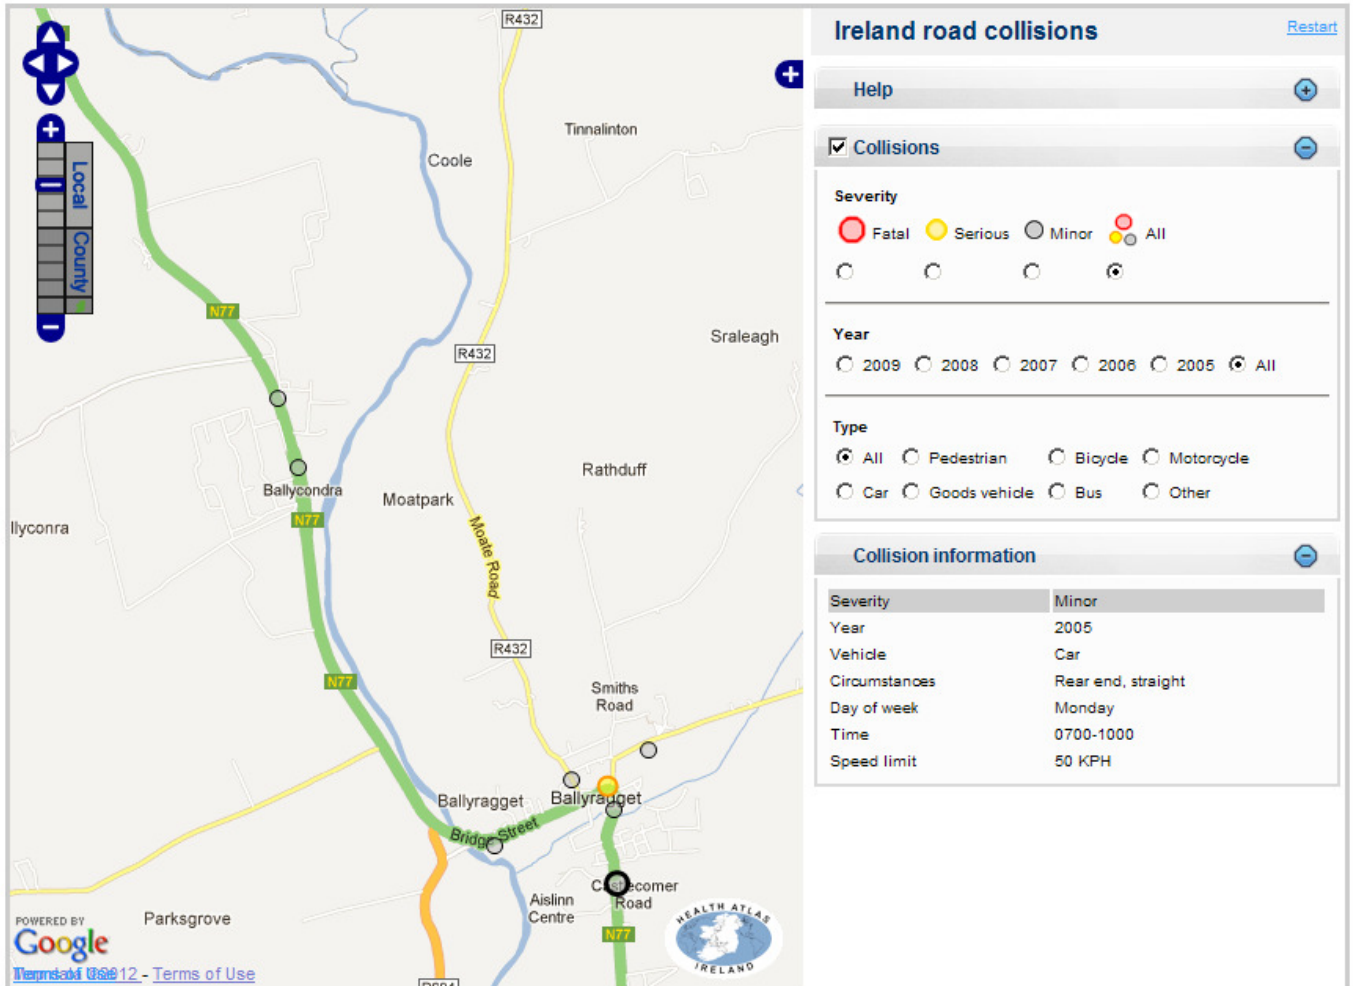 R432
Tinnalinton
Coole
Local
County
N77
R432
Sraleagh
Ballycondra
Moatpark
Rathduff
llyconra
N77
Moate Road
R432
N77
Smiths
Road
Ballyragget
Ballyragget
Bridge Street
Castlecomer
Road
Aislinn
Centre
Parksgrove
N77
POWERED BY
Google
2012 - Terms of Use
HEALTH ATLAS
IRELAND
Ireland road collisions
Restart
Help
Collisions
Severity
Fatal Serious Minor All
Year
2009 2008 2007 2006 2005 All
Type
All Pedestrian Bicycle Motorcycle
Car Goods vehicle Bus Other
Collision information
Severity Minor
Year 2005
Vehicle Car
Circumstances Rear end, straight
Day of week Monday
Time 0700-1000
Speed limit 50 KPH